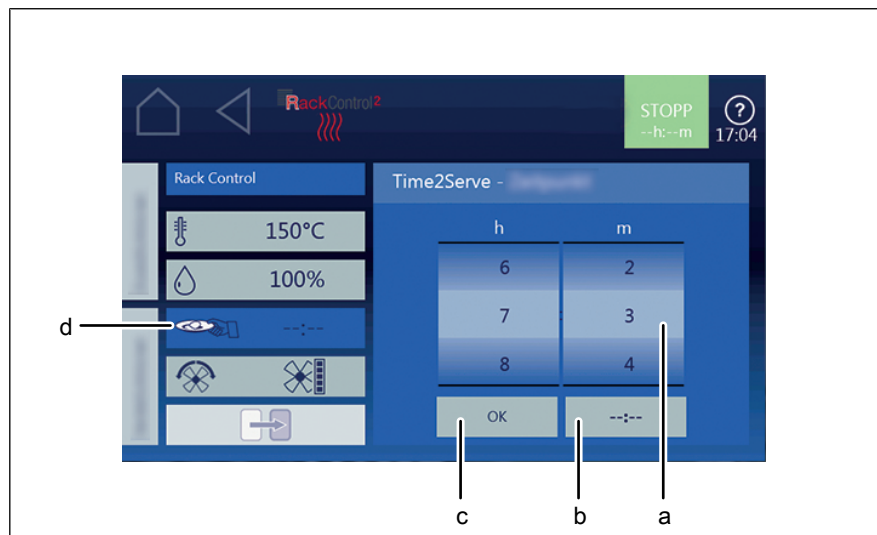 RackControl²
STOPP
--h:--m
?
17:04
Rack Control
Time2Serve -
150°C
100%
--:--
h m
6 2
7 : 3
8 4
OK --:--
d
c b a